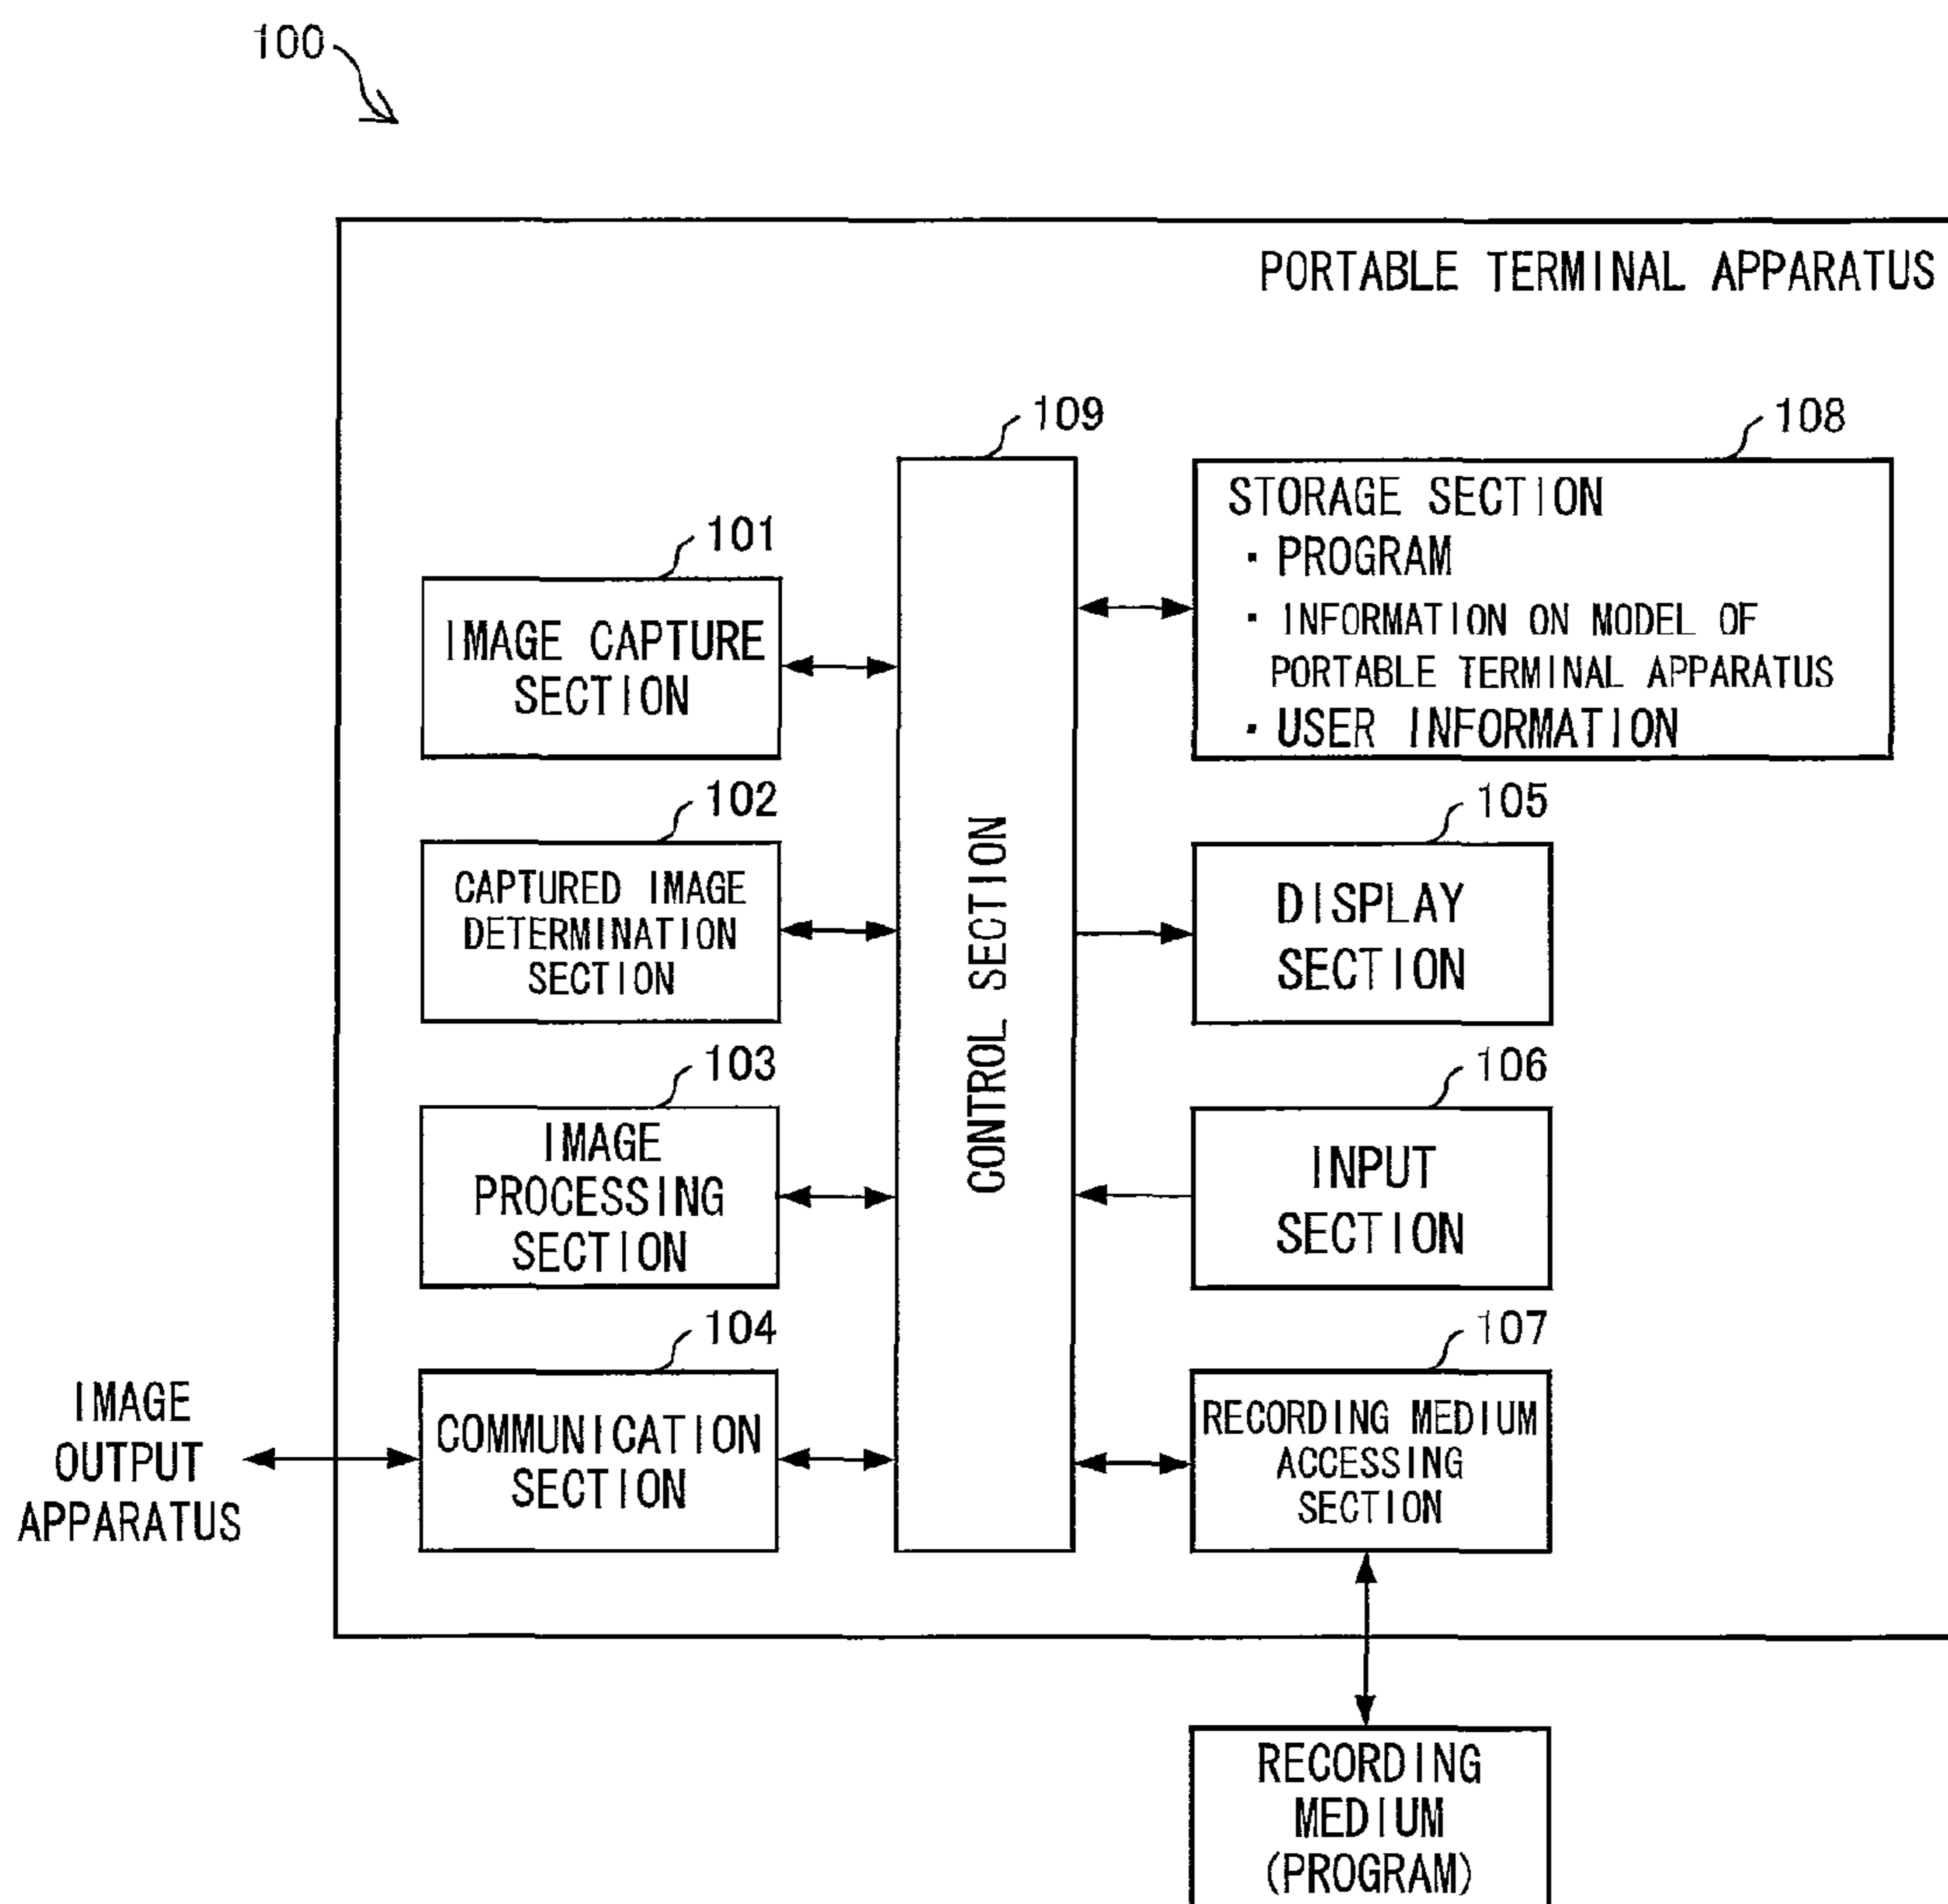 100
PORTABLE TERMINAL APPARATUS
109
108
STORAGE SECTION
・PROGRAM
・INFORMATION ON MODEL OF
PORTABLE TERMINAL APPARATUS
・USER INFORMATION
101
IMAGE CAPTURE
SECTION
102
CAPTURED IMAGE
DETERMINATION
SECTION
103
IMAGE
PROCESSING
SECTION
104
COMMUNICATION
SECTION
IMAGE
OUTPUT
APPARATUS
CONTROL SECTION
105
DISPLAY
SECTION
106
INPUT
SECTION
107
RECORDING MEDIUM
ACCESSING
SECTION
RECORDING
MEDIUM
(PROGRAM)